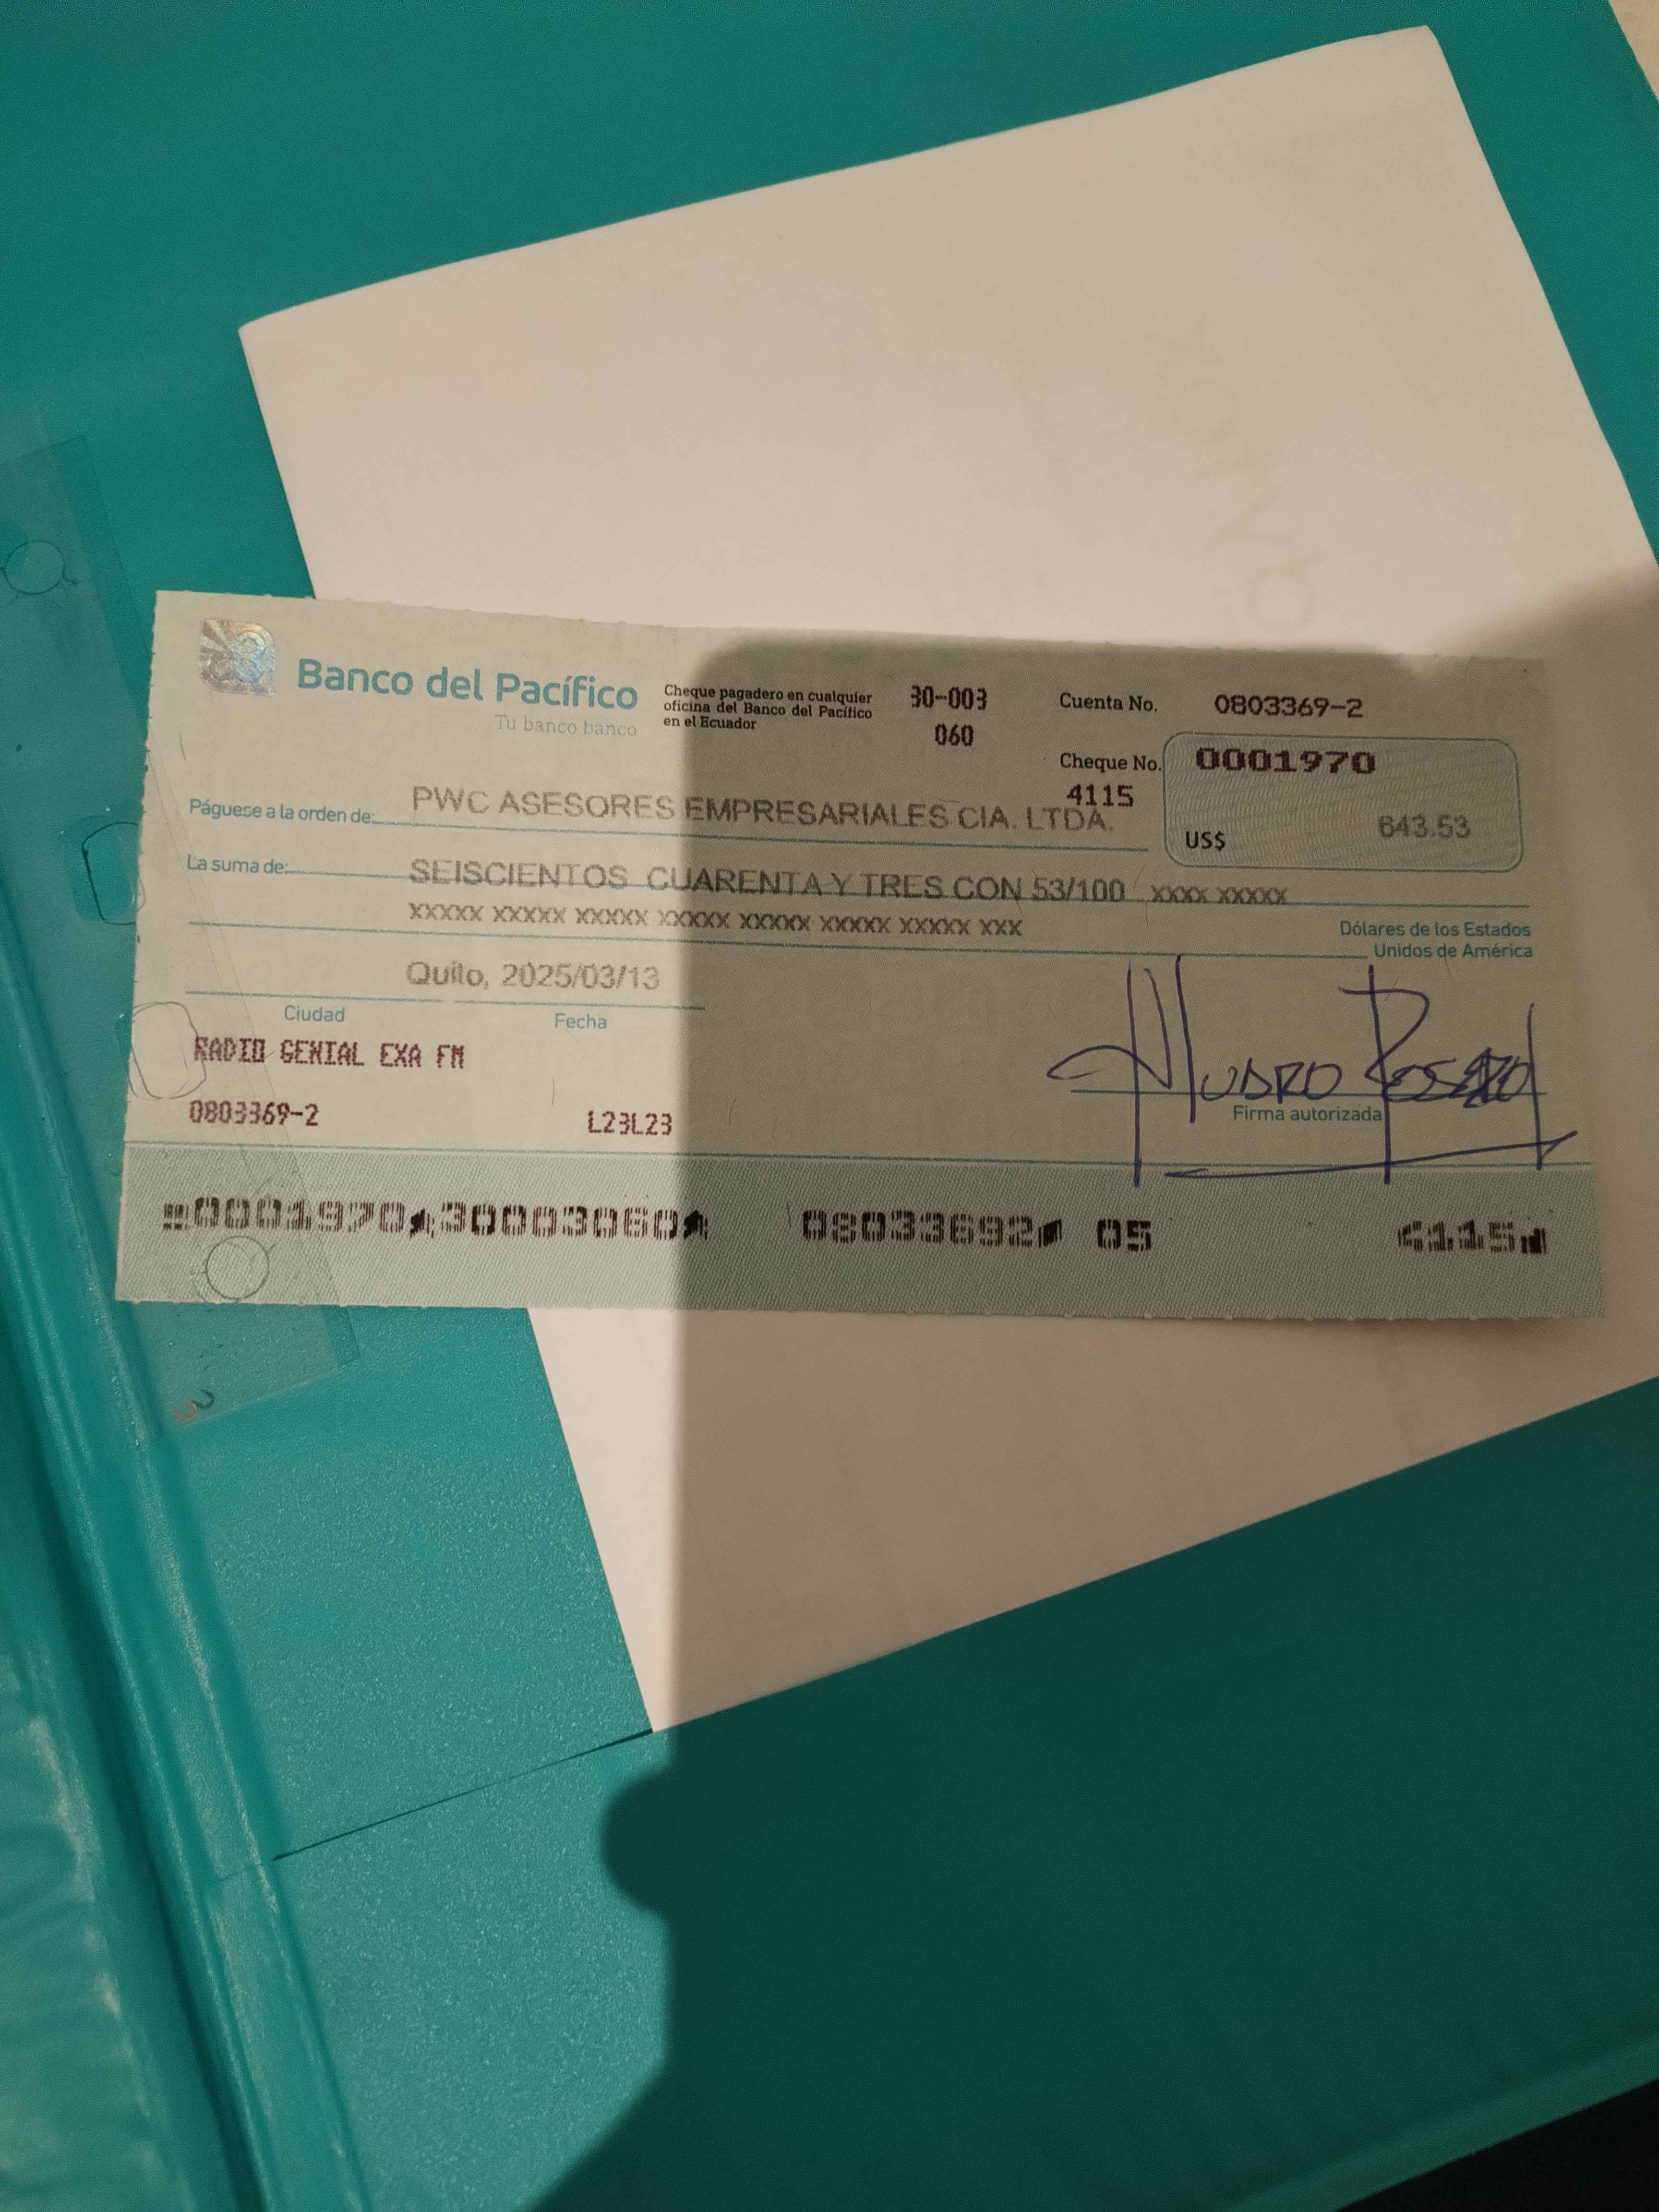 Banco del Pacífico
Tu banco banco
Cheque pagadero en cualquier
oficina del Banco del Pacífico
en el Ecuador
30-003
060
Cuenta No. 0803369-2
Cheque No. 0001970
4115
Páguese a la orden de: PWC ASESORES EMPRESARIALES CIA. LTDA.
US$ 643.53
La suma de: SEISCIENTOS CUARENTA Y TRES CON 53/100 XXXX XXXXX
XXXXX XXXXX XXXXX XXXXX XXXXX XXXXX XXXXX XXX
Dólares de los Estados
Unidos de América
Quito, 2025/03/13
Ciudad Fecha
RADIO GENIAL EXA FM
0803369-2 L23L23
Firma autorizada
0001970 30003060 08033692 05 4115